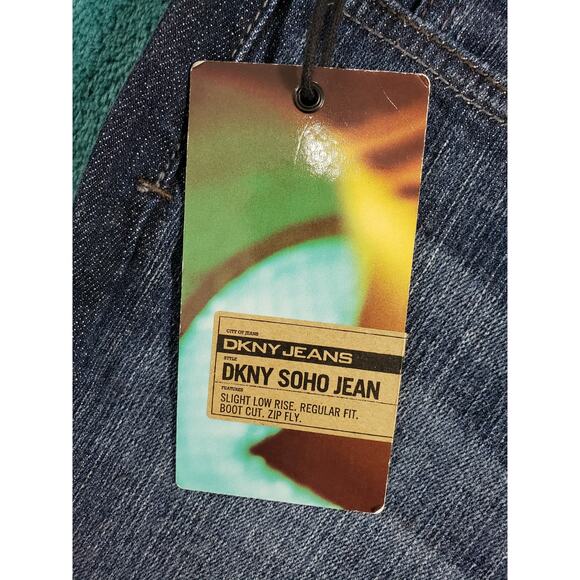 CITY OF JEANS
DKNY JEANS
STYLE
DKNY SOHO JEAN
FEATURES
SLIGHT LOW RISE. REGULAR FIT.
BOOT CUT. ZIP FLY.